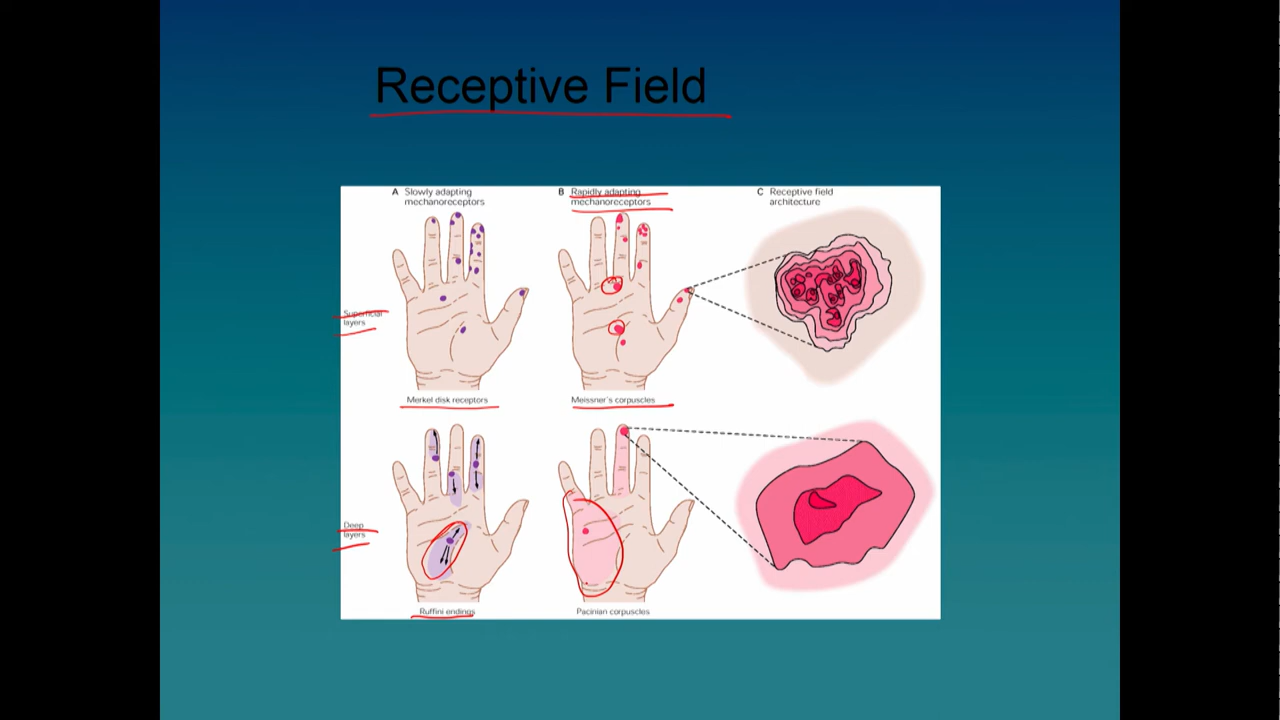 Receptive Field
A Slowly adapting
mechanoreceptors
B Rapidly adapting
mechanoreceptors
C Receptive field
architecture
Superficial
layers
Merkel disk receptors
Meissner's corpuscles
Deep
layers
Ruffini endings
Pacinian corpuscles